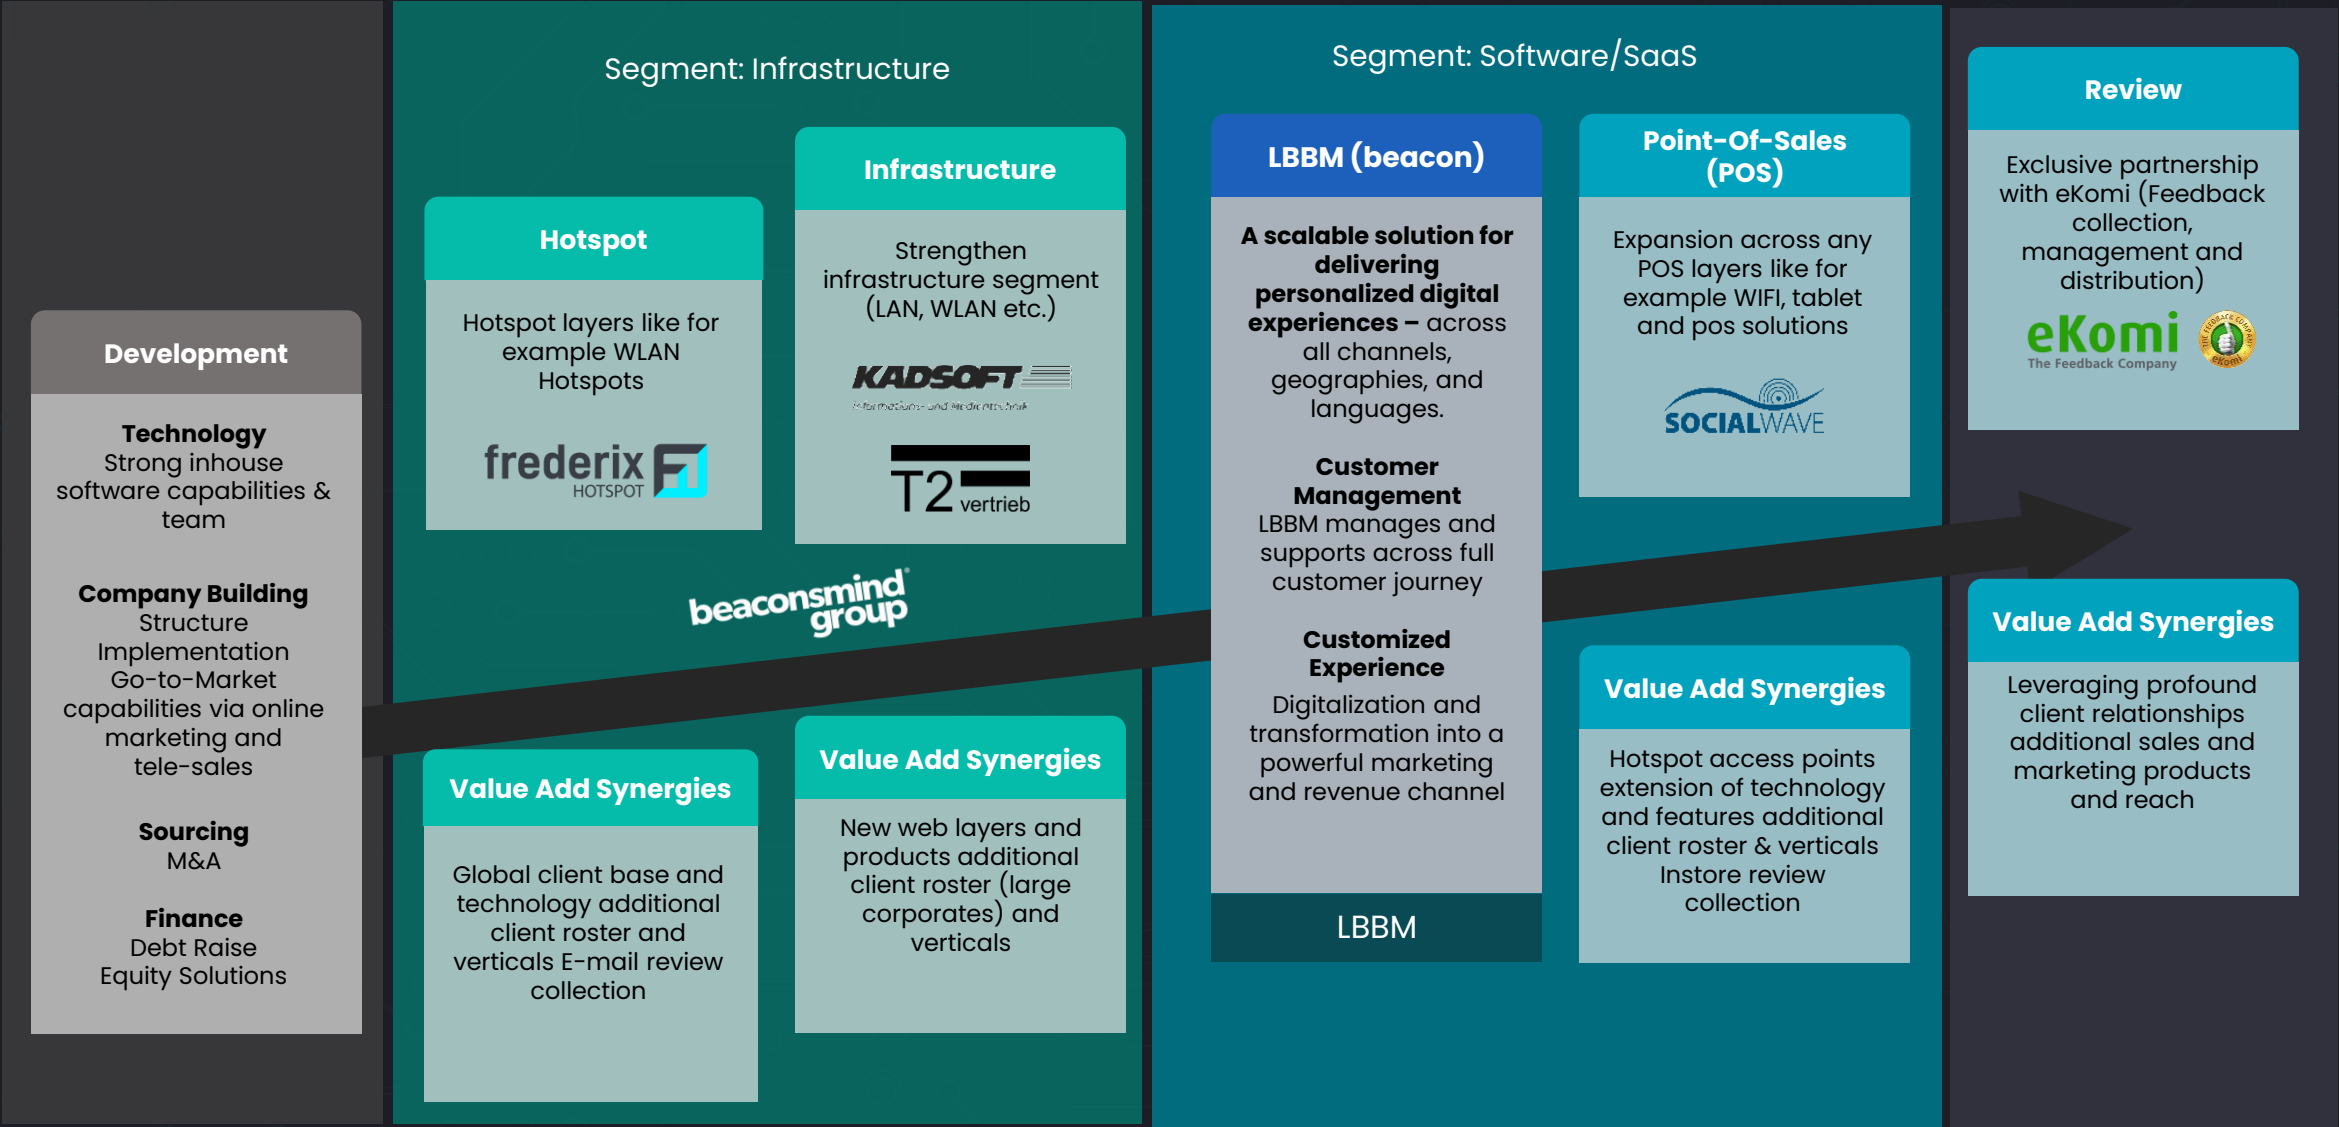 Development
Technology
Strong inhouse
software capabilities &
team
Company Building
Structure
Implementation
Go-to-Market
capabilities via online
marketing and
tele-sales
Sourcing
M&A
Finance
Debt Raise
Equity Solutions
Segment: Infrastructure
Hotspot
Hotspot layers like for
example WLAN
Hotspots
frederix
HOTSPOT
Infrastructure
Strengthen
infrastructure segment
(LAN, WLAN etc.)
KADSOFT
Informations- und Medientechnik
T2 vertrieb
beaconsmind
group
Value Add Synergies
Global client base and
technology additional
client roster and
verticals E-mail review
collection
Value Add Synergies
New web layers and
products additional
client roster (large
corporates) and
verticals
Segment: Software/SaaS
LBBM (beacon)
A scalable solution for
delivering
personalized digital
experiences – across
all channels,
geographies, and
languages.
Customer
Management
LBBM manages and
supports across full
customer journey
Customized
Experience
Digitalization and
transformation into a
powerful marketing
and revenue channel
LBBM
Point-Of-Sales
(POS)
Expansion across any
POS layers like for
example WIFI, tablet
and pos solutions
SOCIALWAVE
Value Add Synergies
Hotspot access points
extension of technology
and features additional
client roster & verticals
Instore review
collection
Review
Exclusive partnership
with eKomi (Feedback
collection,
management and
distribution)
eKomi
The Feedback Company
THE FEEDBACK COMPANY
eKomi
Value Add Synergies
Leveraging profound
client relationships
additional sales and
marketing products
and reach